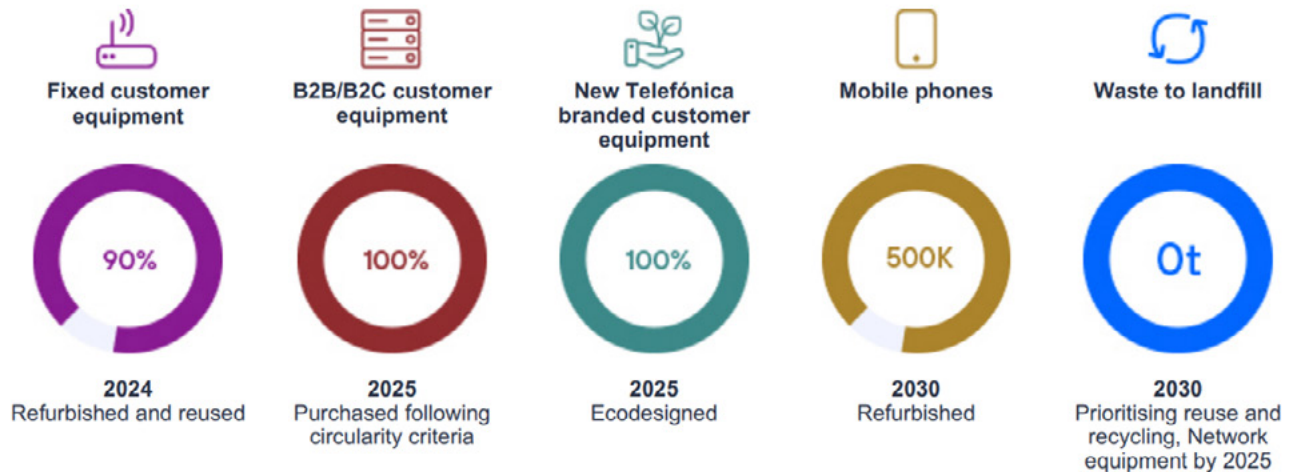 Fixed customer
equipment
B2B/B2C customer
equipment
New Telefónica
branded customer
equipment
Mobile phones
Waste to landfill
90%
100%
100%
500K
0t
2024
Refurbished and reused
2025
Purchased following
circularity criteria
2025
Ecodesigned
2030
Refurbished
2030
Prioritising reuse and
recycling, Network
equipment by 2025